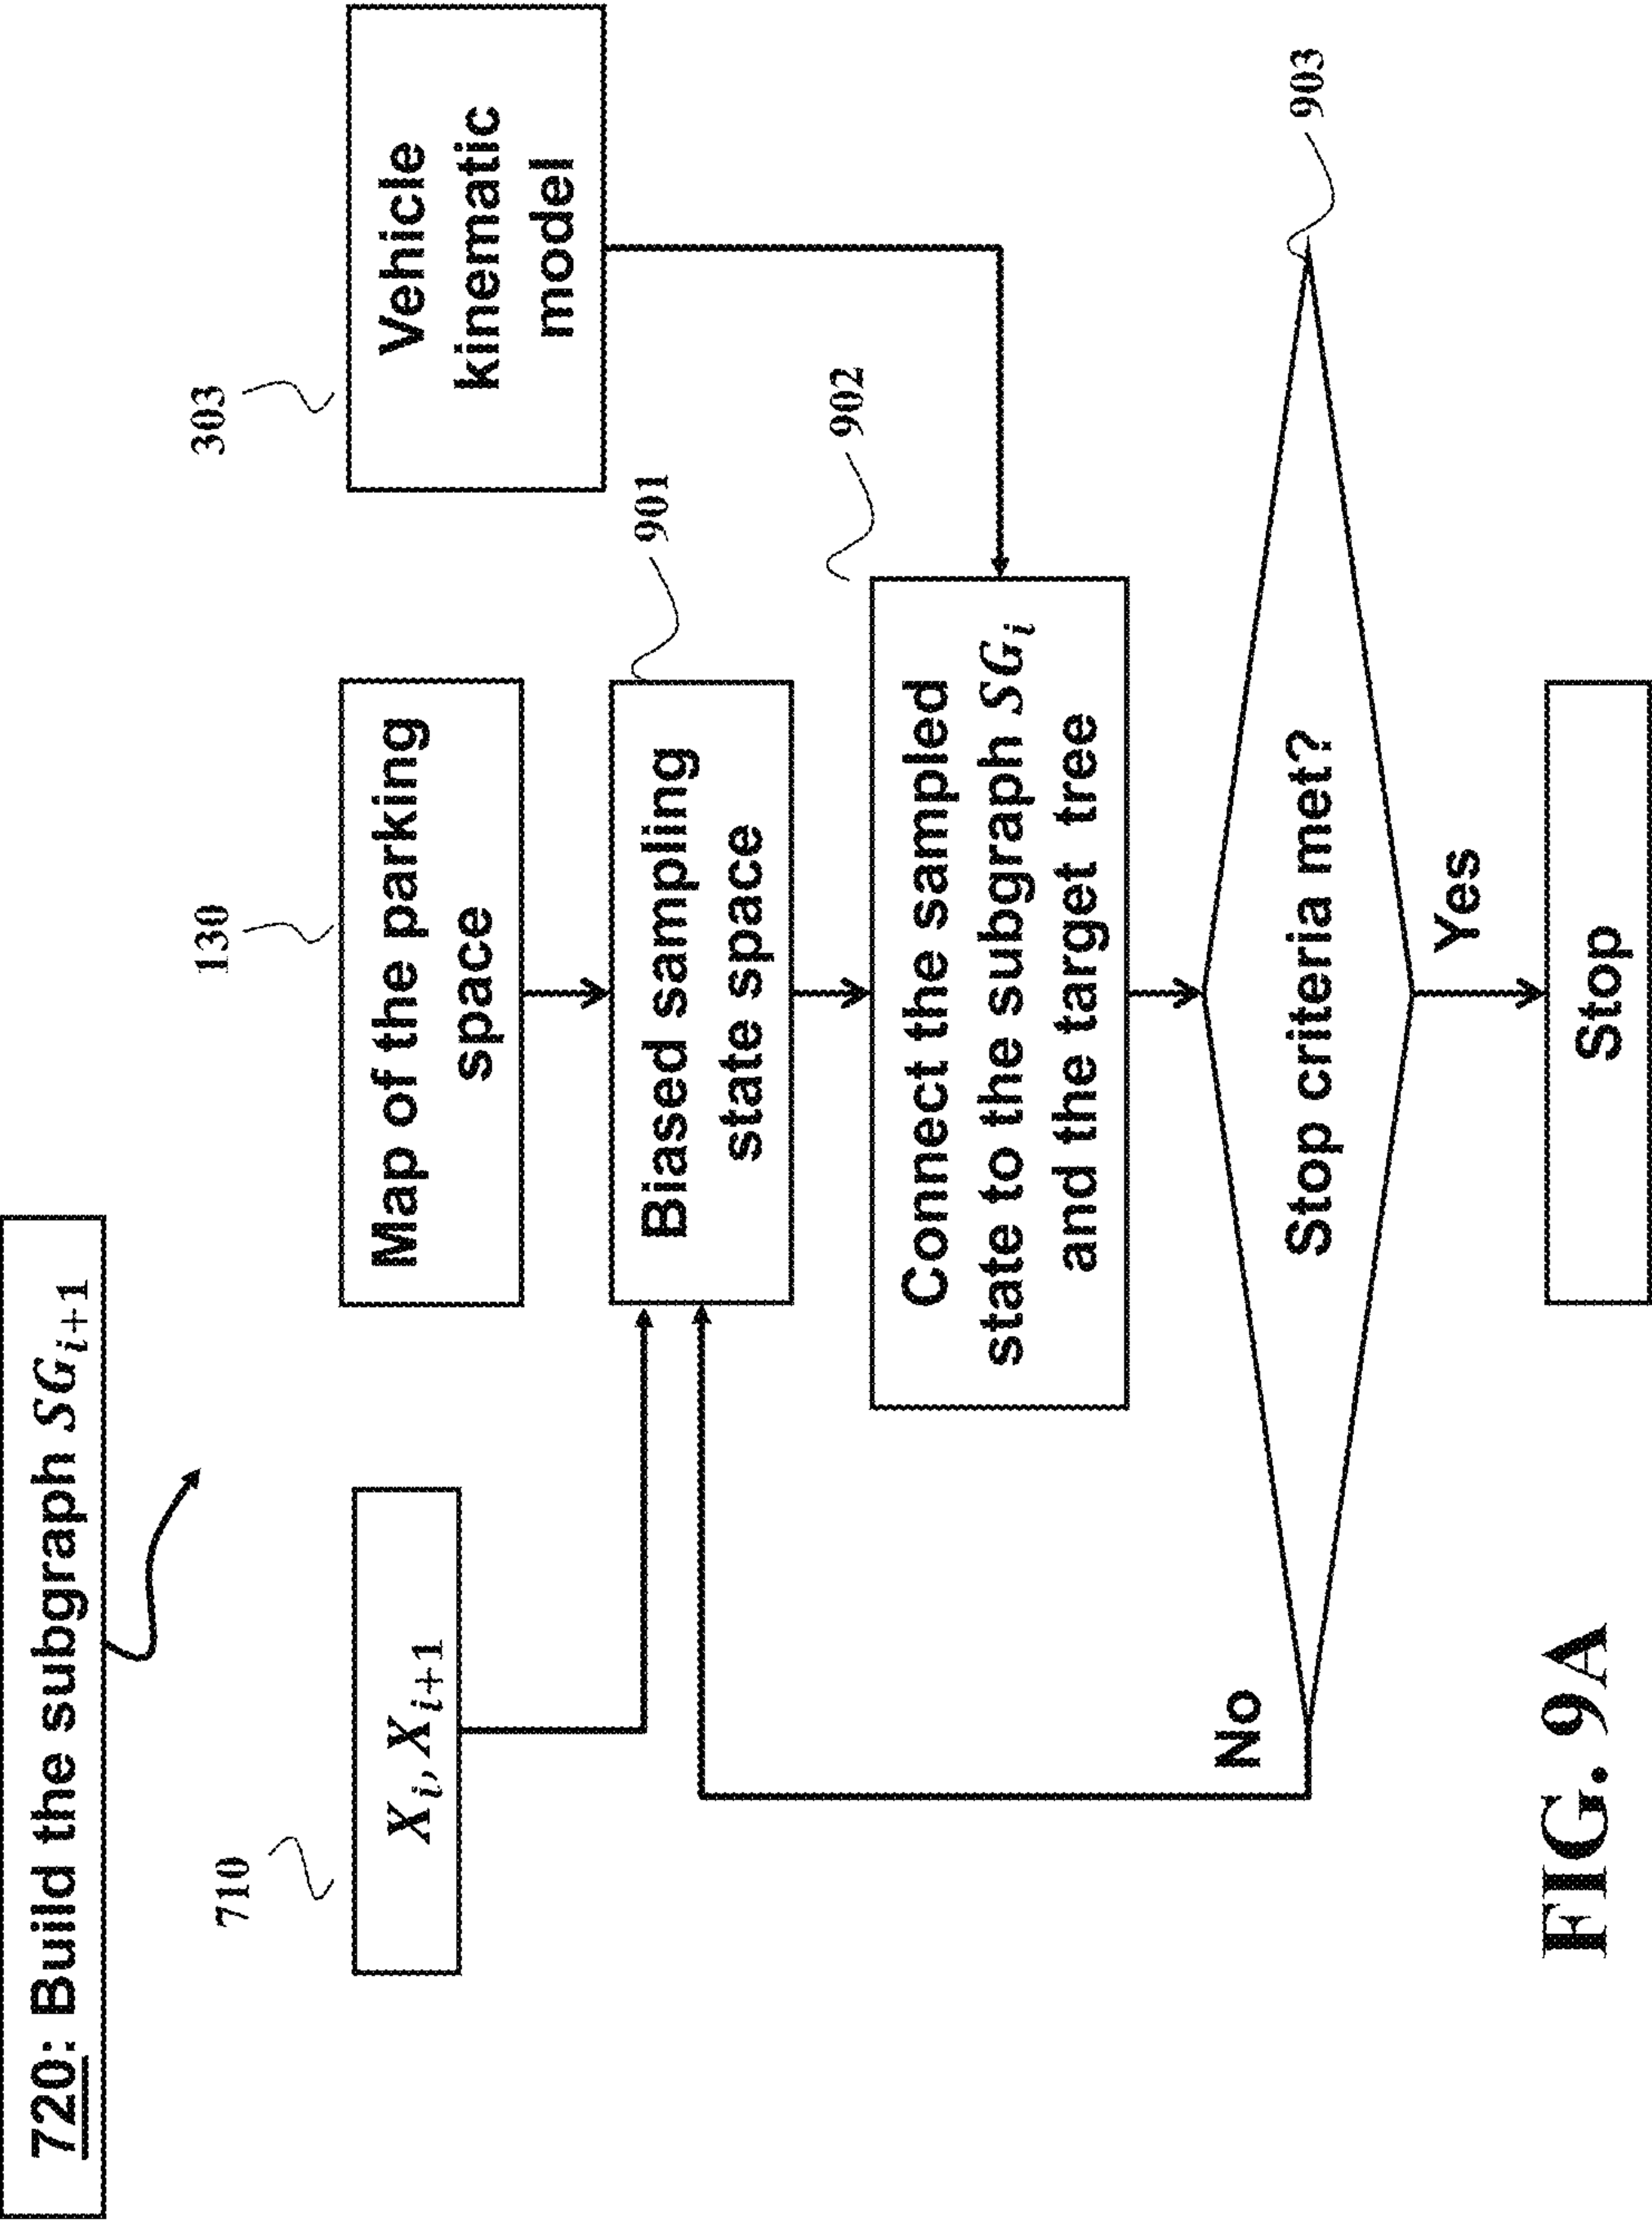 720: Build the subgraph SG_{i+1}
710
X_i, X_{i+1}
130
Map of the parking
space
303
Vehicle
kinematic
model
901
Biased sampling
state space
902
Connect the sampled
state to the subgraph SG_i
and the target tree
903
Stop criteria met?
No
Yes
Stop
FIG. 9A